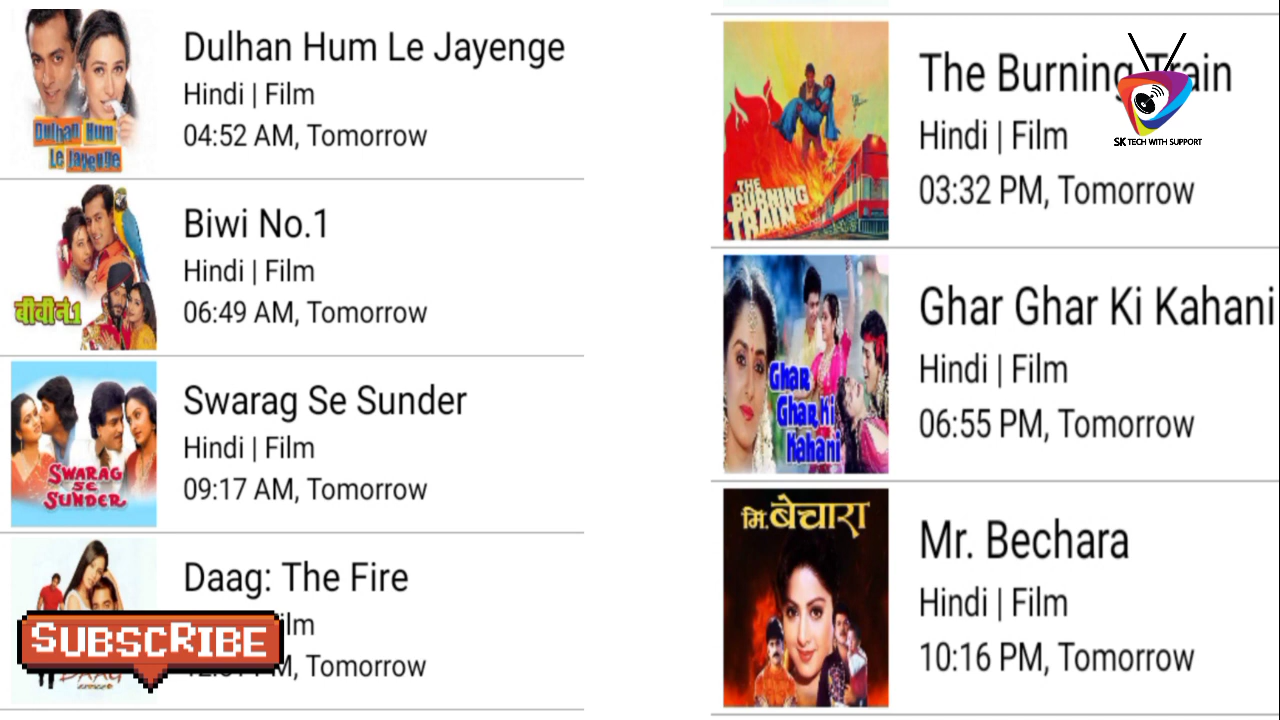 Dulhan Hum Le Jayenge
Hindi | Film
04:52 AM, Tomorrow
Dulhan Hum
Le Jayenge
Biwi No.1
Hindi | Film
06:49 AM, Tomorrow
बीवी नं.1
Swarag Se Sunder
Hindi | Film
09:17 AM, Tomorrow
SWARAG
SE
SUNDER
Daag: The Fire
Film
Tomorrow
SUBSCRIBE
The Burning Train
Hindi | Film
03:32 PM, Tomorrow
THE
BURNING
TRAIN
SK TECH WITH SUPPORT
Ghar Ghar Ki Kahani
Hindi | Film
06:55 PM, Tomorrow
Ghar
Ghar Ki
Kahani
Mr. Bechara
Hindi | Film
10:16 PM, Tomorrow
मि. बेचारा